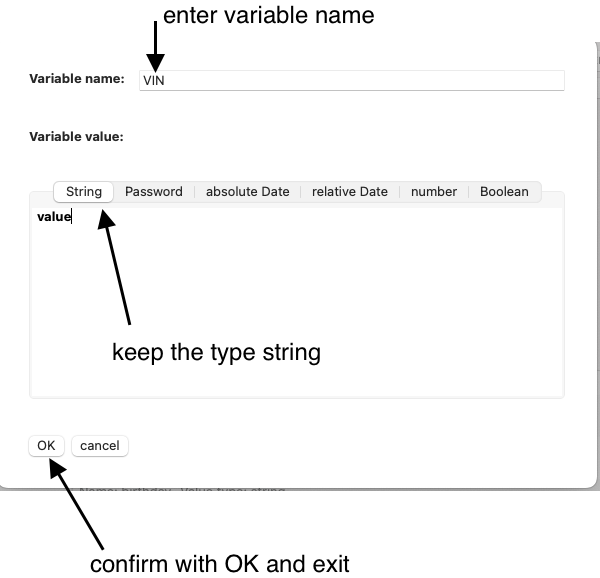 enter variable name
Variable name: VIN
Variable value:
String Password absolute Date relative Date number Boolean
value
keep the type string
OK cancel
Name: birthday Value type: string
confirm with OK and exit